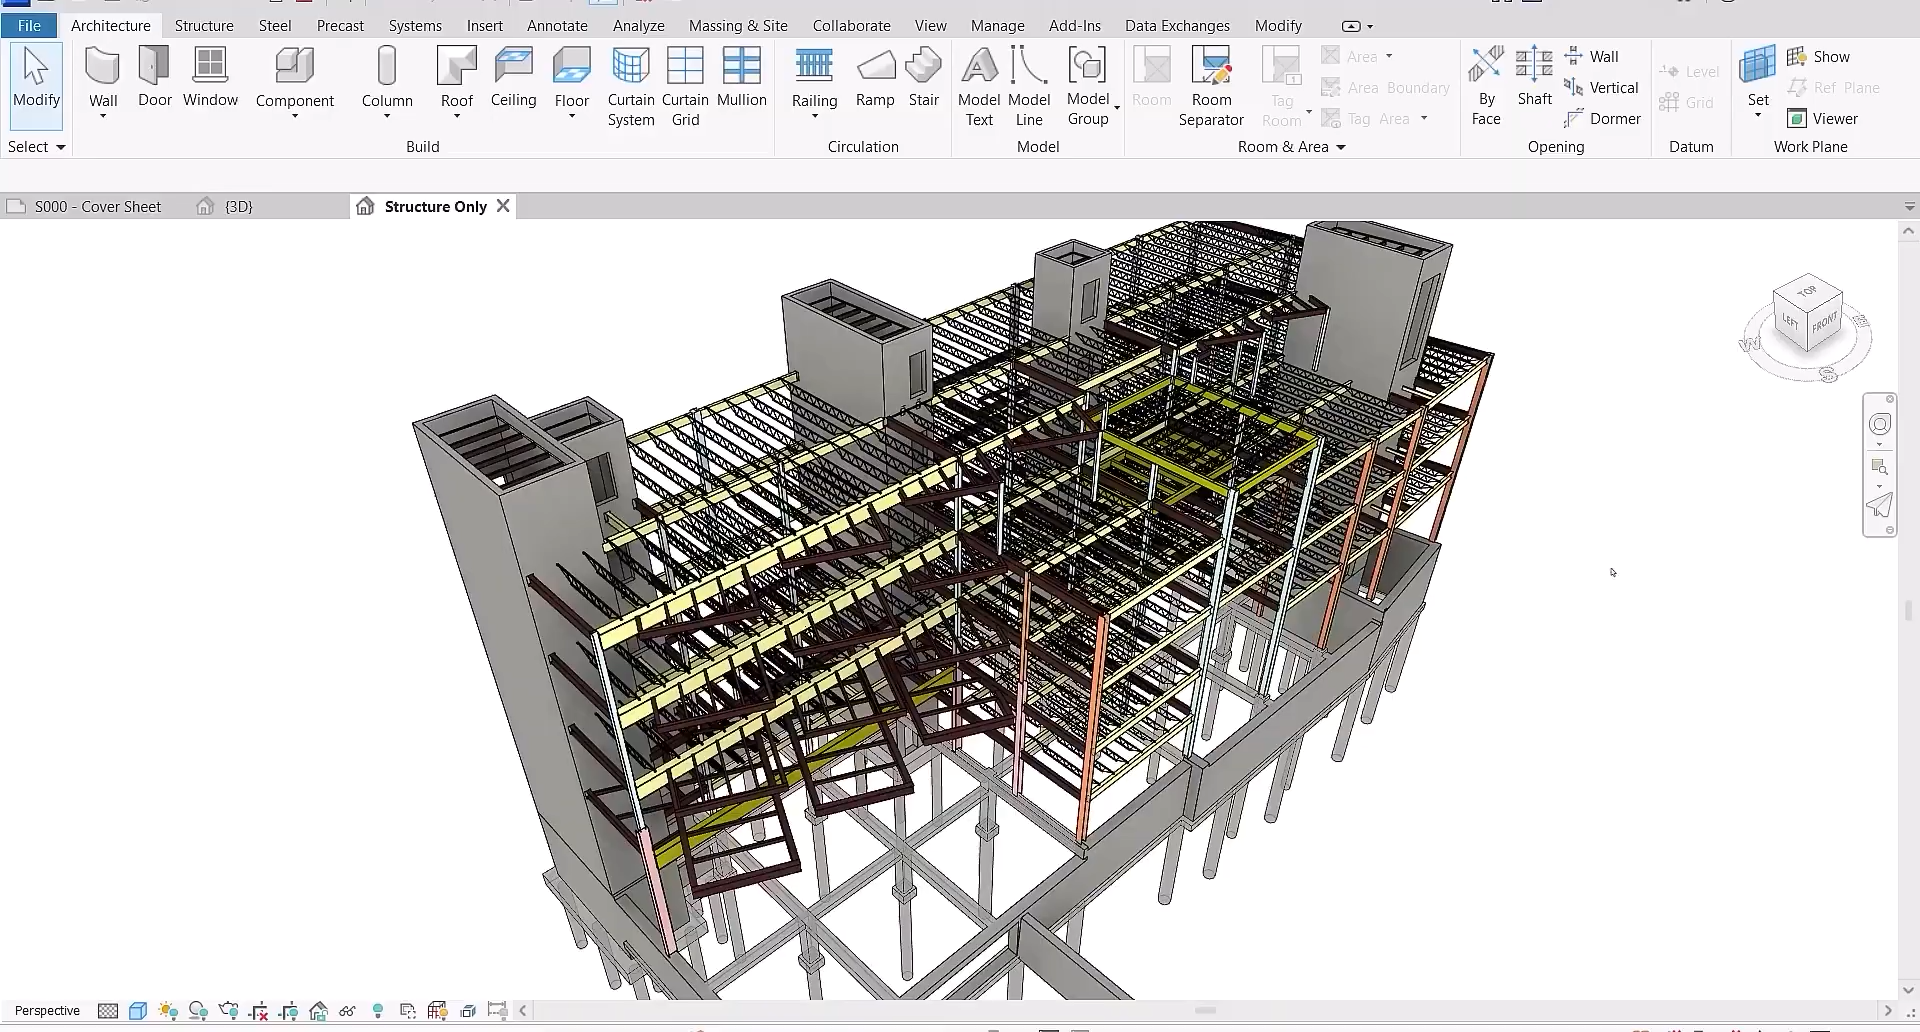 File Architecture Structure Steel Precast Systems Insert Annotate Analyze Massing & Site Collaborate View Manage Add-Ins Data Exchanges Modify
Modify Wall Door Window Component Column Roof Ceiling Floor Curtain System Curtain Grid Mullion Railing Ramp Stair Model Text Model Line Model Group Room Room Separator Tag Room
Area
Area Boundary
Tag Area
By Face Shaft
Wall
Vertical
Dormer
Level
Grid
Set
Show
Ref Plane
Viewer
Select Build Circulation Model Room & Area Opening Datum Work Plane
S000 - Cover Sheet {3D} Structure Only
TOP
LEFT FRONT
W
S
Perspective